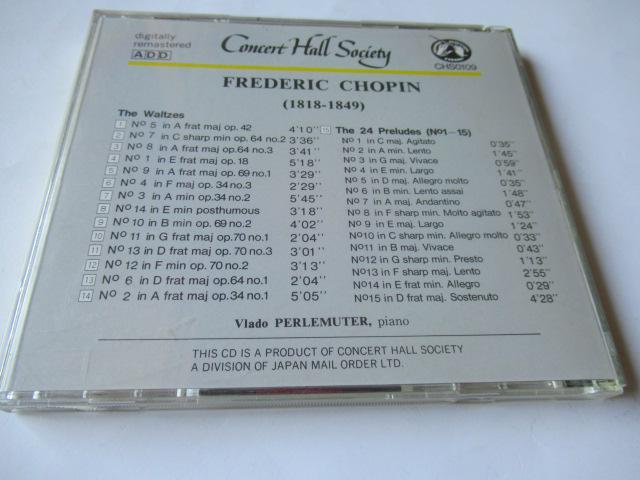 digitally
remastered
ADD
Concert Hall Society
CHS0109
FREDERIC CHOPIN
(1818-1849)
The Waltzes
1 Nº 5 in A frat maj op. 42 4'10"
2 Nº 7 in C sharp min op. 64 no.2 3'36"
3 Nº 8 in A frat maj op.64 no.3 3'41"
4 Nº 1 in E frat maj op.18 5'18"
5 Nº 9 in A frat maj op.69 no.1 3'29"
6 Nº 4 in F maj op.34 no.3 2'29"
7 Nº 3 in A min op.34 no.2 5'45"
8 Nº 14 in E min posthumous 3'18"
9 Nº 10 in B min op. 69 no.2 4'02"
10 Nº 11 in G frat maj op.70 no.1 2'04"
11 Nº 13 in D frat maj op.70 no.3 3'01"
12 Nº 12 in F min op.70 no.2 3'13"
13 Nº 6 in D frat maj op.64 no.1 2'04"
14 Nº 2 in A frat maj op.34 no.1 5'05"
15 The 24 Preludes (Nº1-15)
Nº 1 in C maj. Agitato 0'35"
Nº 2 in A min. Lento 1'45"
Nº 3 in G maj. Vivace 0'59"
Nº 4 in E min. Largo 1'41"
Nº 5 in D maj. Allegro molto 0'35"
Nº 6 in B min. Lento assai 1'48"
Nº 7 in A maj. Andantino 0'47"
Nº 8 in F sharp min. Molto agitato 1'53"
Nº 9 in E maj. Largo 1'24"
Nº10 in C sharp min. Allegro molto 0'33"
Nº11 in B maj. Vivace 0'43"
Nº12 in G sharp min. Presto 1'13"
Nº13 in F sharp maj. Lento 2'55"
Nº14 in E frat min. Allegro 0'29"
Nº15 in D frat maj. Sostenuto 4'28"
Vlado PERLEMUTER, piano
THIS CD IS A PRODUCT OF CONCERT HALL SOCIETY
A DIVISION OF JAPAN MAIL ORDER LTD.